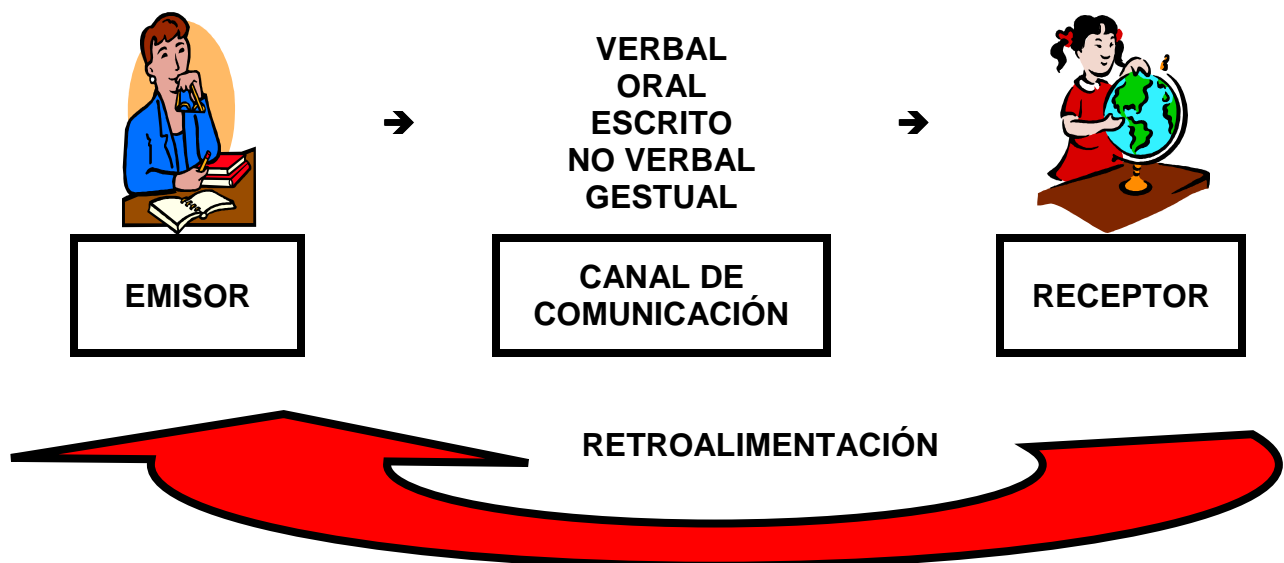 VERBAL
ORAL
ESCRITO
NO VERBAL
GESTUAL
EMISOR
CANAL DE
COMUNICACIÓN
RECEPTOR
RETROALIMENTACIÓN